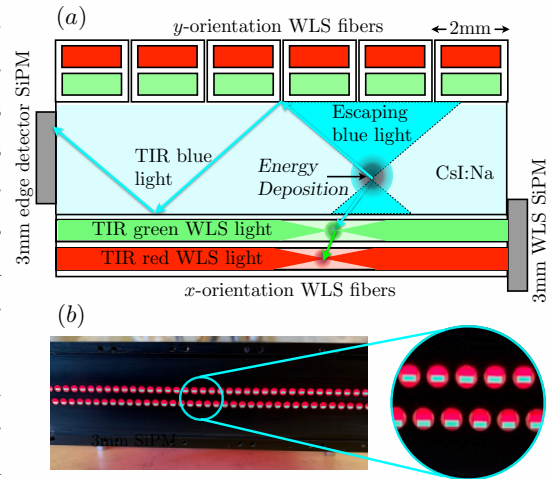 (a)
y-orientation WLS fibers
2mm
3mm edge detector SiPM
Escaping
blue light
TIR blue
light
Energy
Deposition
CsI:Na
TIR green WLS light
TIR red WLS light
3mm WLS SiPM
x-orientation WLS fibers
(b)
3mm SiPM